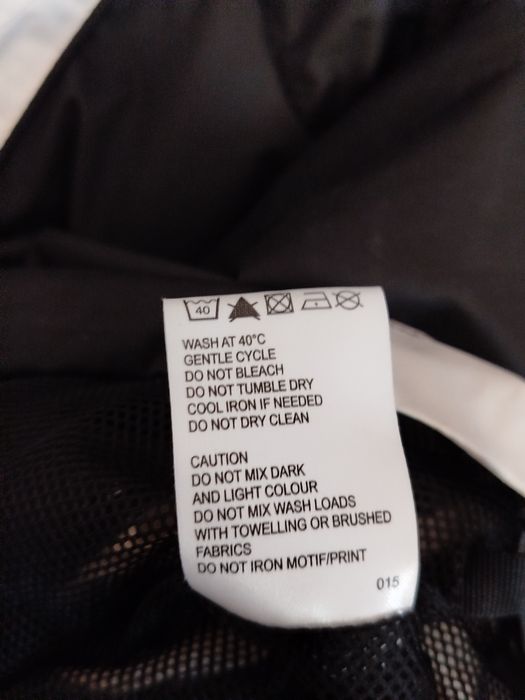 40
WASH AT 40°C
GENTLE CYCLE
DO NOT BLEACH
DO NOT TUMBLE DRY
COOL IRON IF NEEDED
DO NOT DRY CLEAN
CAUTION
DO NOT MIX DARK
AND LIGHT COLOUR
DO NOT MIX WASH LOADS
WITH TOWELLING OR BRUSHED
FABRICS
DO NOT IRON MOTIF/PRINT
015